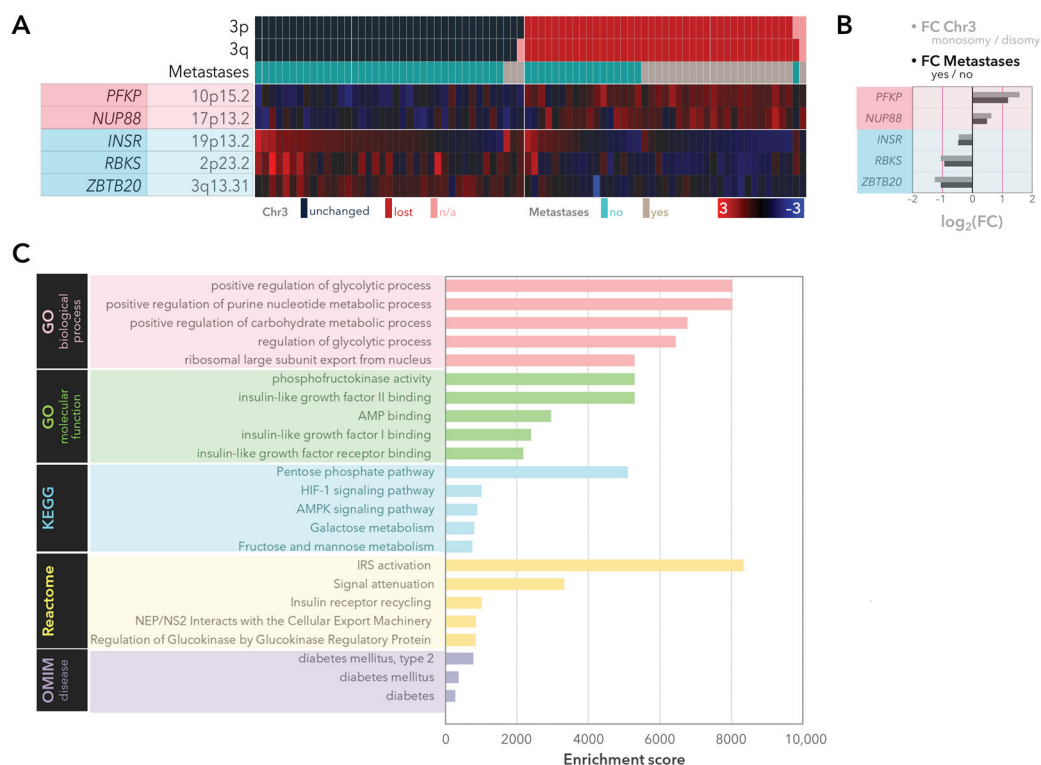 A
3p
3q
Metastases
PFKP 10p15.2
NUP88 17p13.2
INSR 19p13.2
RBKS 2p23.2
ZBTB20 3q13.31
Chr3 unchanged lost n/a Metastases no yes 3 -3
B
• FC Chr3
monosomy / disomy
• FC Metastases
yes / no
PFKP
NUP88
INSR
RBKS
ZBTB20
-2 -1 0 1 2
log2(FC)
C
GO
biological
process
positive regulation of glycolytic process
positive regulation of purine nucleotide metabolic process
positive regulation of carbohydrate metabolic process
regulation of glycolytic process
ribosomal large subunit export from nucleus
GO
molecular
function
phosphofructokinase activity
insulin-like growth factor II binding
AMP binding
insulin-like growth factor I binding
insulin-like growth factor receptor binding
KEGG
Pentose phosphate pathway
HIF-1 signaling pathway
AMPK signaling pathway
Galactose metabolism
Fructose and mannose metabolism
Reactome
IRS activation
Signal attenuation
Insulin receptor recycling
NEP/NS2 Interacts with the Cellular Export Machinery
Regulation of Glucokinase by Glucokinase Regulatory Protein
OMIM
disease
diabetes mellitus, type 2
diabetes mellitus
diabetes
0 2000 4000 6000 8000 10,000
Enrichment score